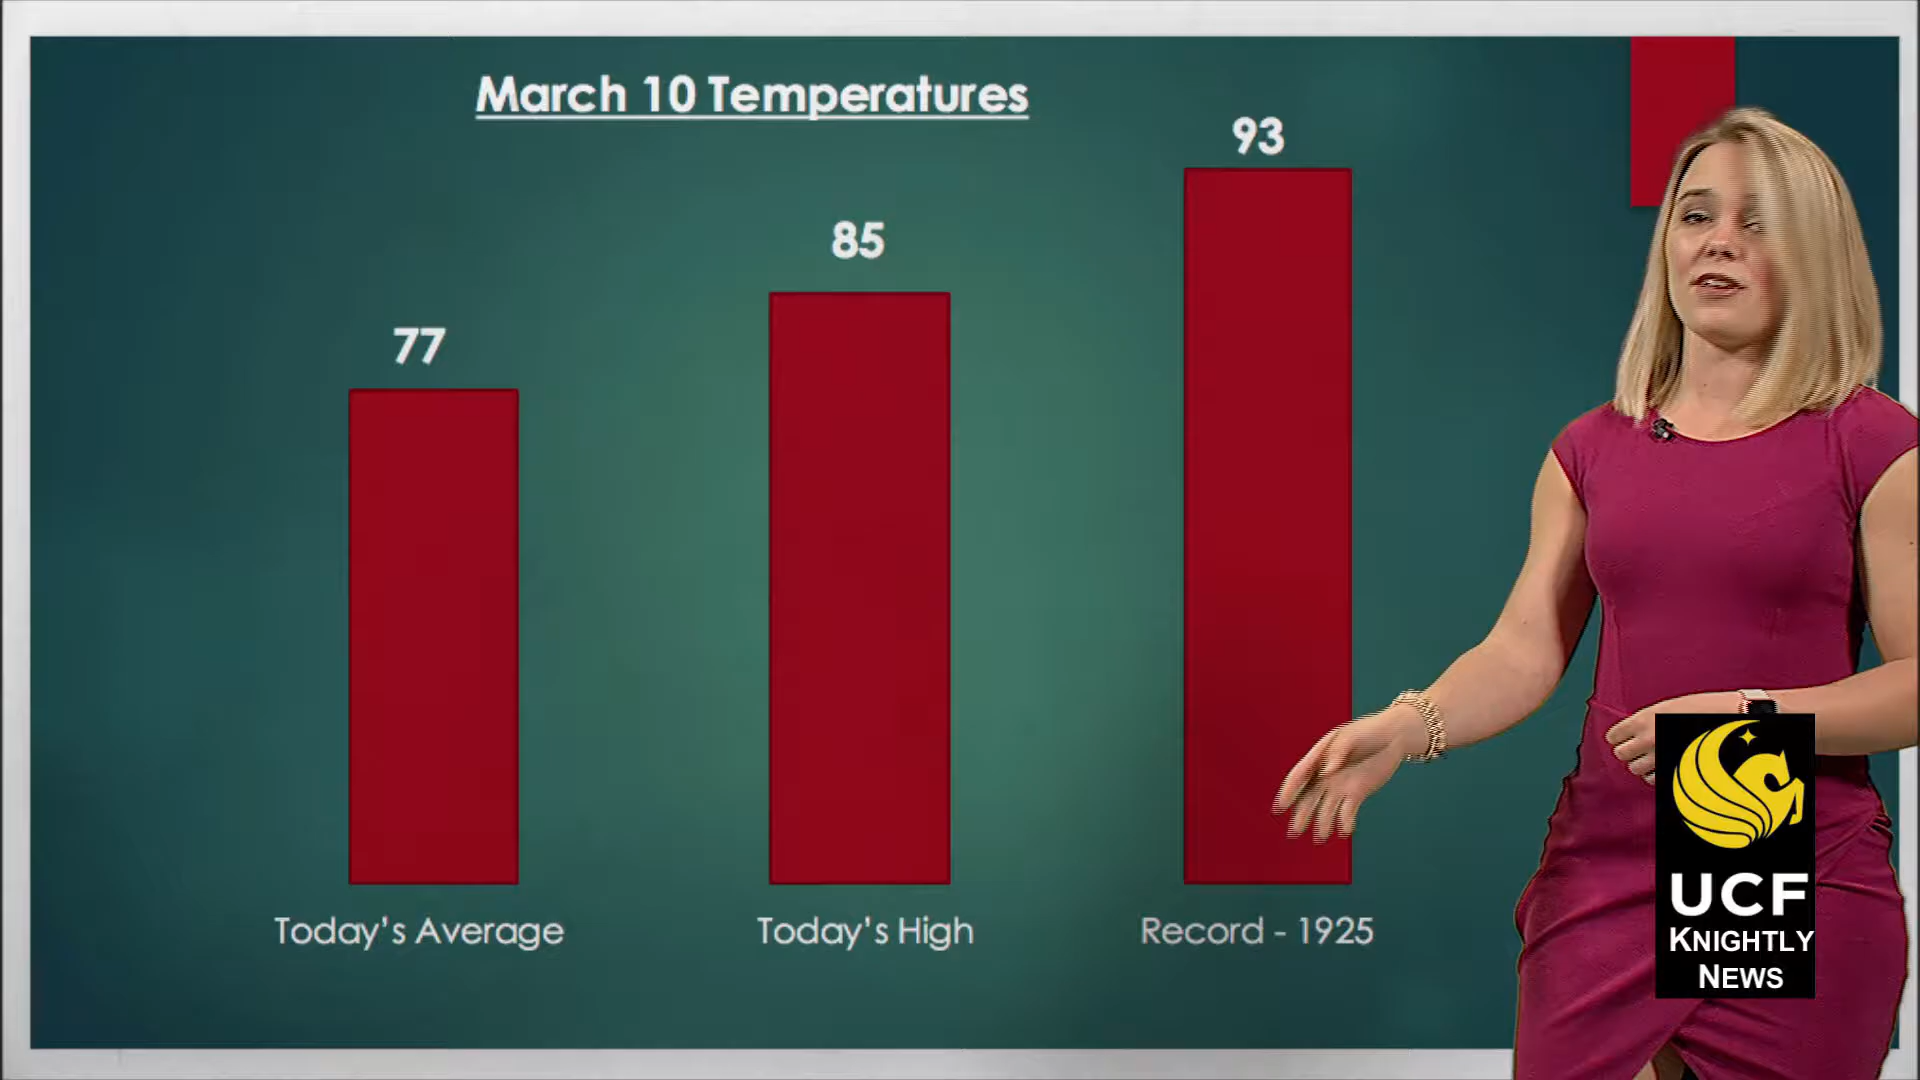 March 10 Temperatures
93
85
77
Today's Average
Today's High
Record - 1925
UCF
KNIGHTLY
NEWS